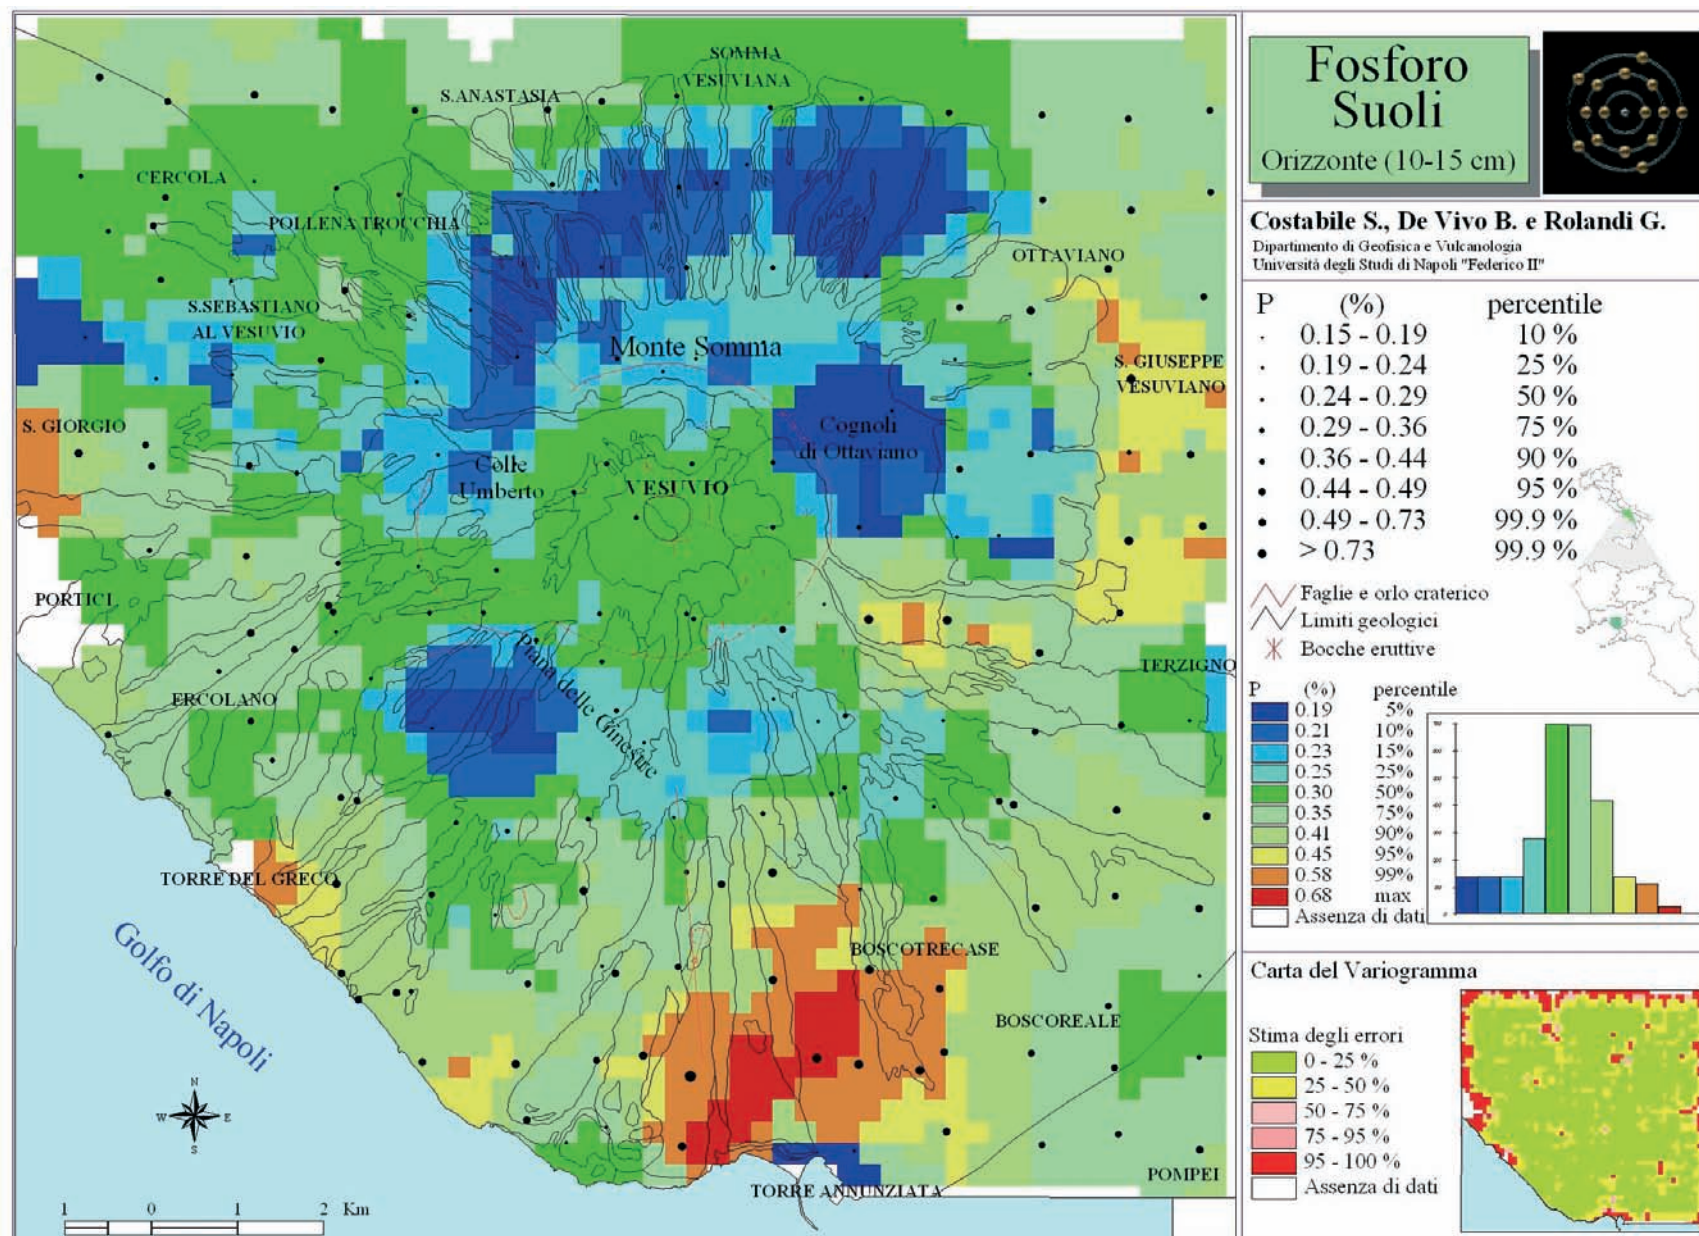 SOMMA
VESUVIANA
S.ANASTASIA
CERCOLA
POLLENA TROCCHIA
OTTAVIANO
S.SEBASTIANO
AL VESUVIO
Monte Somma
S. GIUSEPPE
VESUVIANO
S. GIORGIO
Cognoli
di Ottaviano
Colle
Umberto
VESUVIO
PORTICI
TERZIGNO
ERCOLANO
Piana delle Ginestre
TORRE DEL GRECO
Golfo di Napoli
BOSCOTRECASE
BOSCOREALE
N
W E
S
POMPEI
TORRE ANNUNZIATA
1 0 1 2 Km
Fosforo
Suoli
Orizzonte (10-15 cm)
Costabile S., De Vivo B. e Rolandi G.
Dipartimento di Geofisica e Vulcanologia
Università degli Studi di Napoli "Federico II"
P (%) percentile
0.15 - 0.19 10 %
0.19 - 0.24 25 %
0.24 - 0.29 50 %
0.29 - 0.36 75 %
0.36 - 0.44 90 %
0.44 - 0.49 95 %
0.49 - 0.73 99.9 %
> 0.73 99.9 %
Faglie e orlo craterico
Limiti geologici
Bocche eruttive
P (%) percentile
0.19 5%
0.21 10%
0.23 15%
0.25 25%
0.30 50%
0.35 75%
0.41 90%
0.45 95%
0.58 99%
0.68 max
Assenza di dati
Carta del Variogramma
Stima degli errori
0 - 25 %
25 - 50 %
50 - 75 %
75 - 95 %
95 - 100 %
Assenza di dati